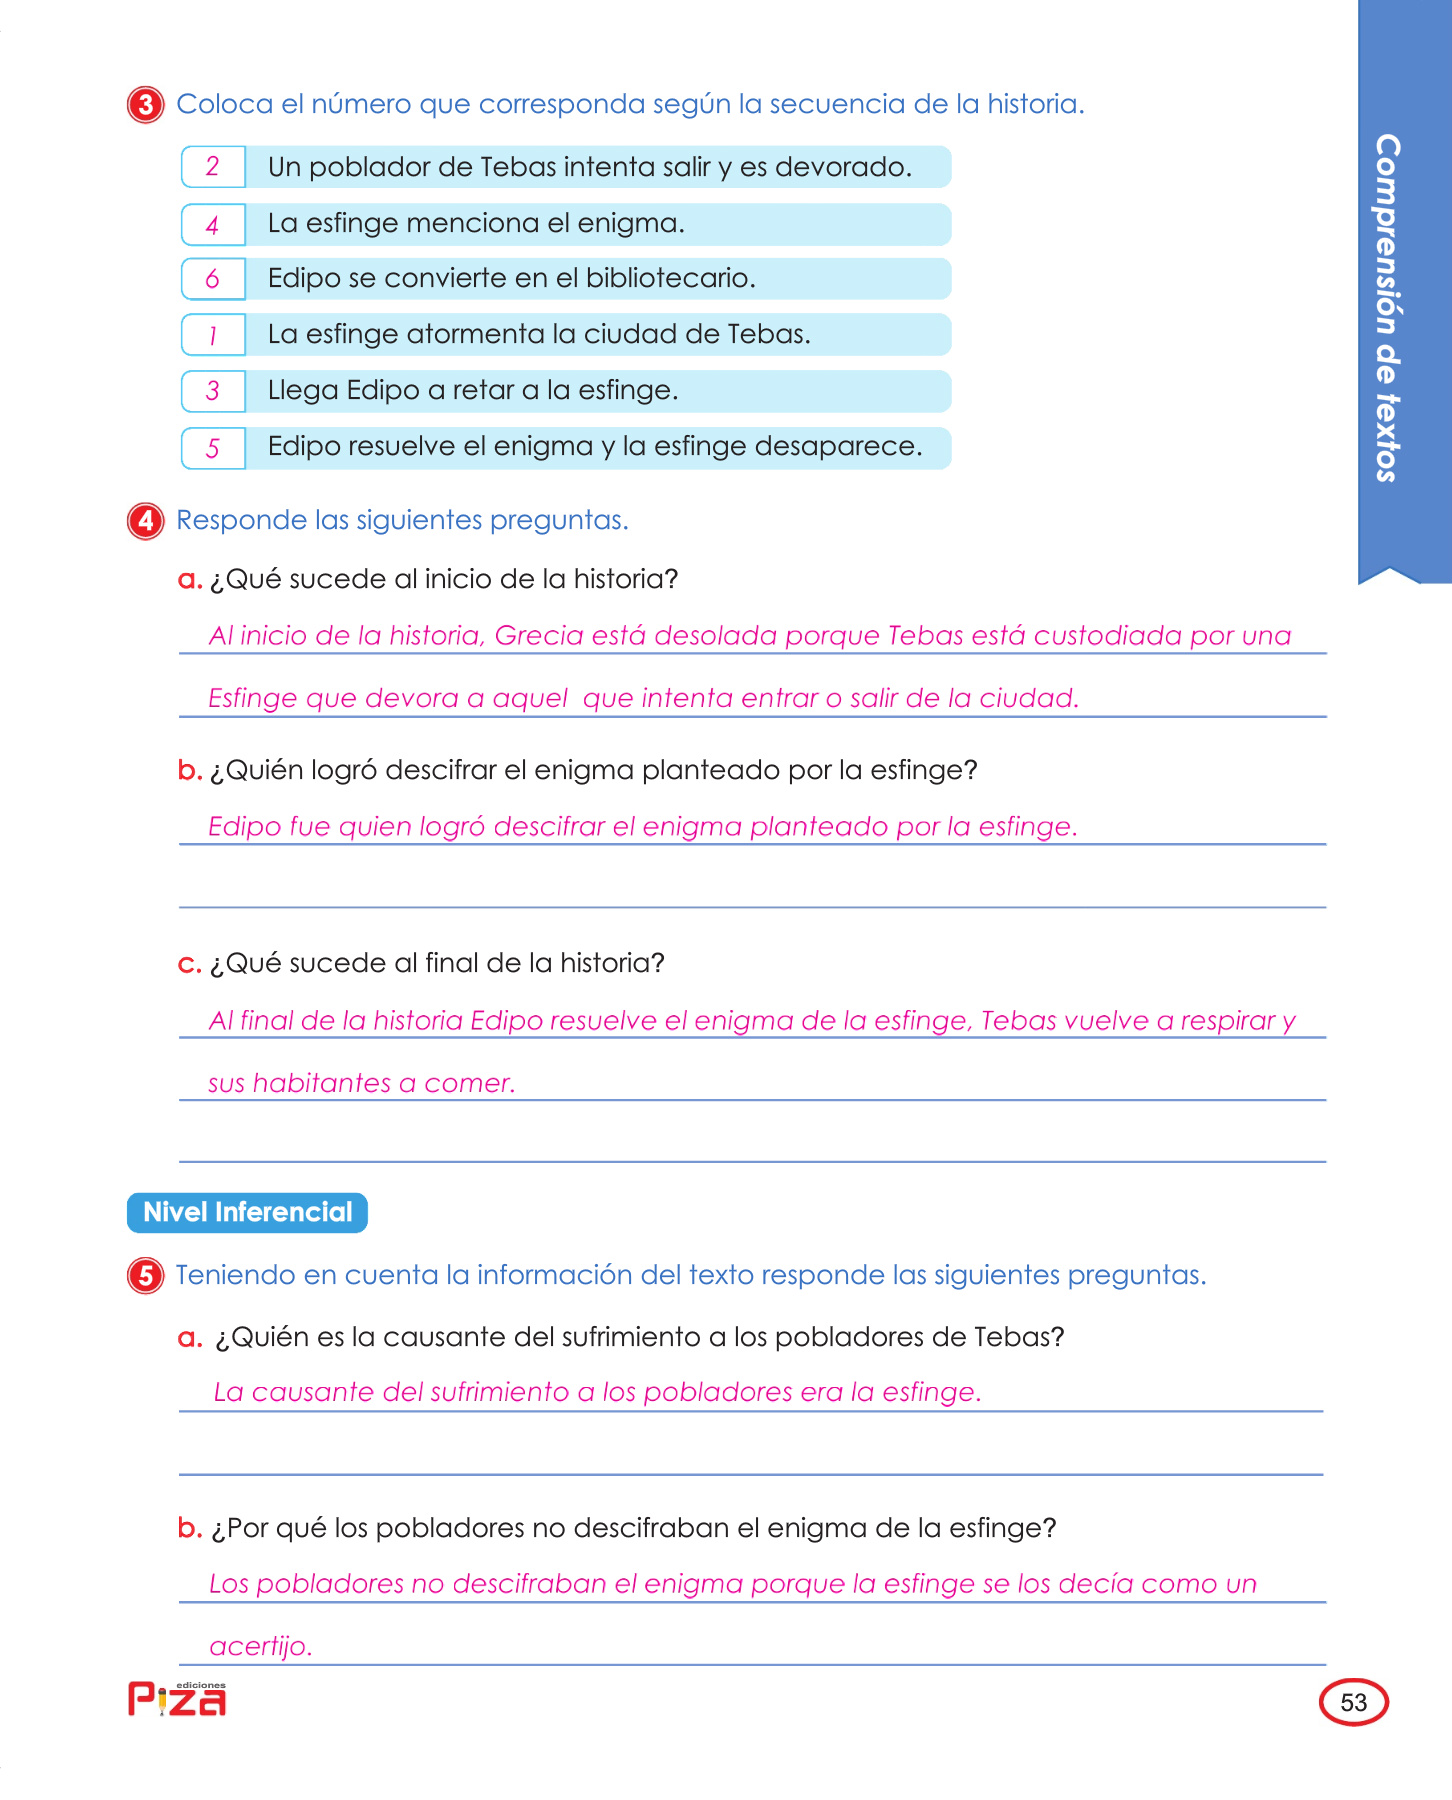 3 Coloca el número que corresponda según la secuencia de la historia.
2 Un poblador de Tebas intenta salir y es devorado.
4 La esfinge menciona el enigma.
6 Edipo se convierte en el bibliotecario.
1 La esfinge atormenta la ciudad de Tebas.
3 Llega Edipo a retar a la esfinge.
5 Edipo resuelve el enigma y la esfinge desaparece.
Comprensión de textos
4 Responde las siguientes preguntas.
a. ¿Qué sucede al inicio de la historia?
Al inicio de la historia, Grecia está desolada porque Tebas está custodiada por una
Esfinge que devora a aquel que intenta entrar o salir de la ciudad.
b. ¿Quién logró descifrar el enigma planteado por la esfinge?
Edipo fue quien logró descifrar el enigma planteado por la esfinge.
c. ¿Qué sucede al final de la historia?
Al final de la historia Edipo resuelve el enigma de la esfinge, Tebas vuelve a respirar y
sus habitantes a comer.
Nivel Inferencial
5 Teniendo en cuenta la información del texto responde las siguientes preguntas.
a. ¿Quién es la causante del sufrimiento a los pobladores de Tebas?
La causante del sufrimiento a los pobladores era la esfinge.
b. ¿Por qué los pobladores no descifraban el enigma de la esfinge?
Los pobladores no descifraban el enigma porque la esfinge se los decía como un
acertijo.
ediciones
Piza
53